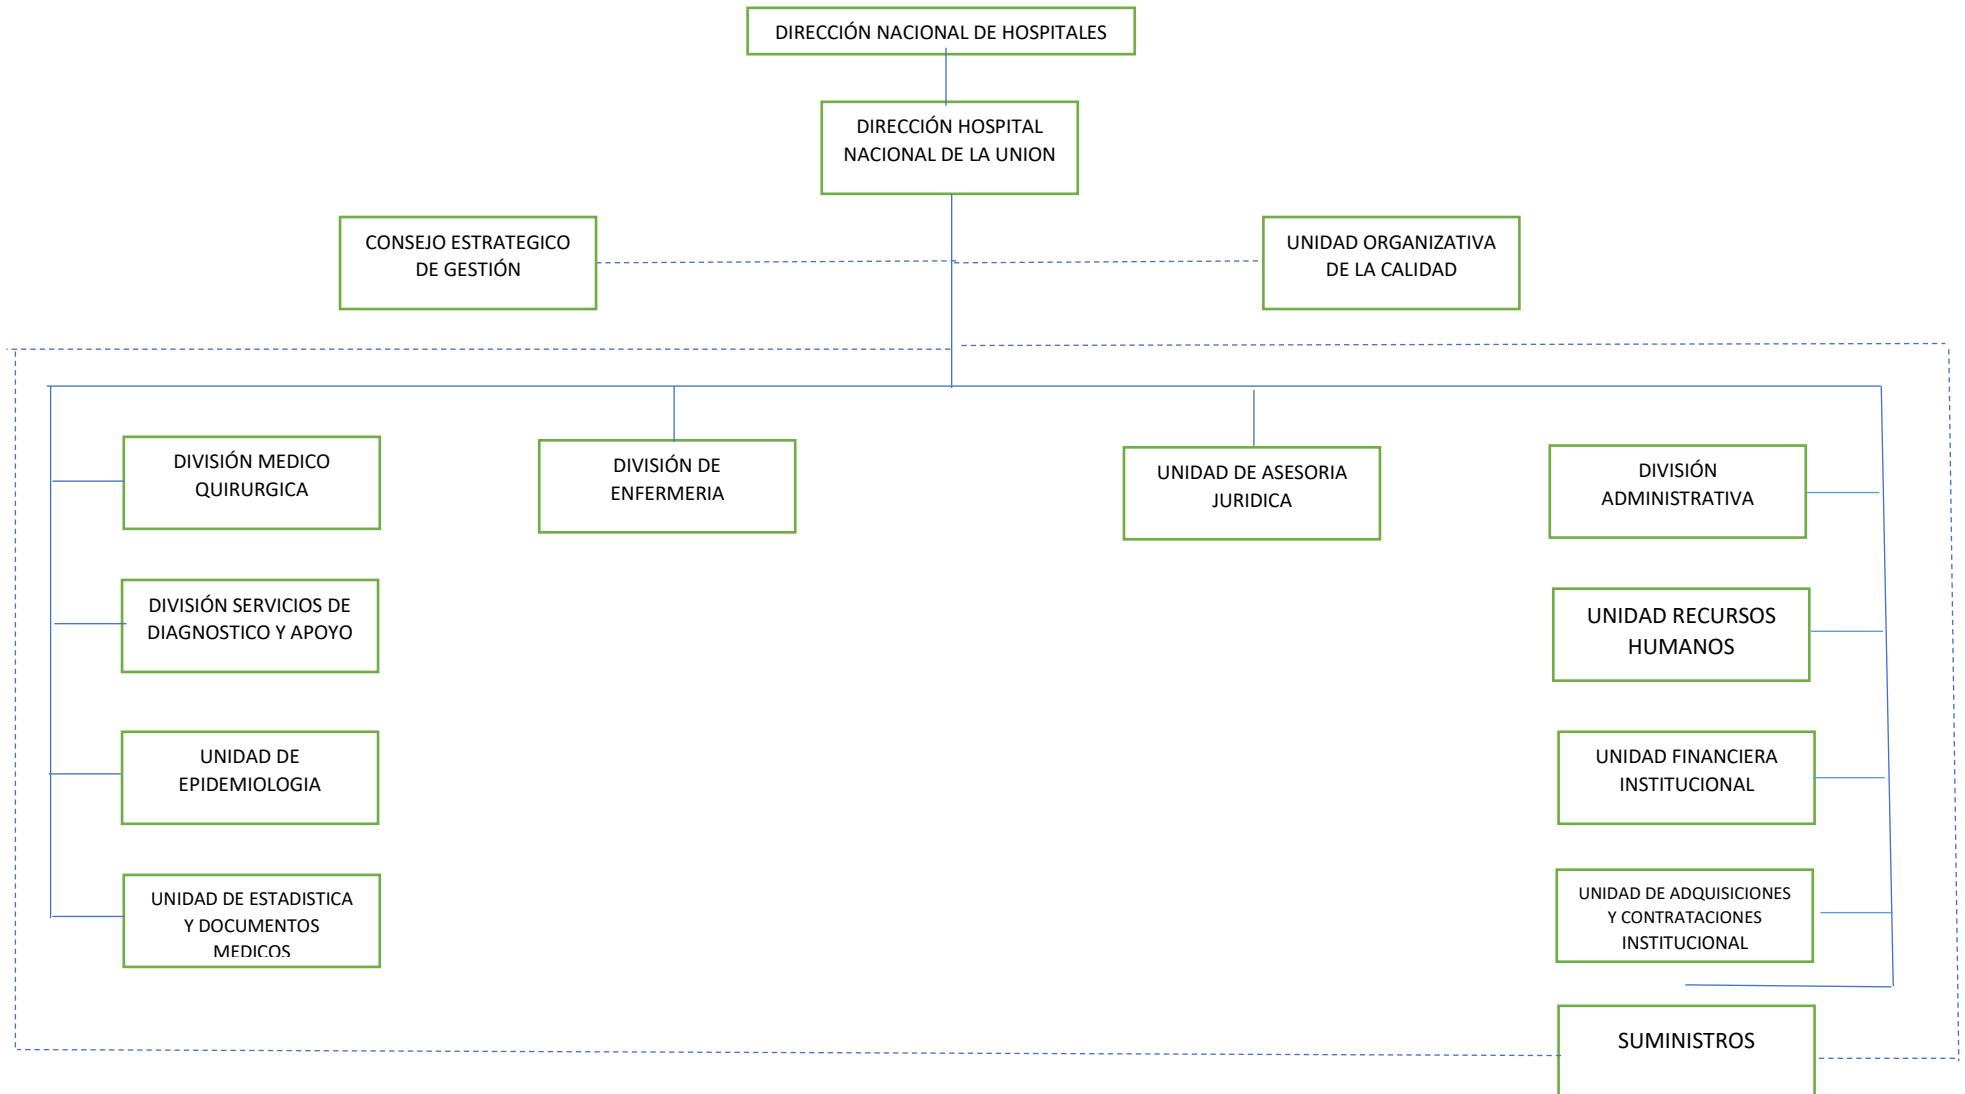 DIRECCIÓN NACIONAL DE HOSPITALES
DIRECCIÓN HOSPITAL
NACIONAL DE LA UNION
CONSEJO ESTRATEGICO
DE GESTIÓN
UNIDAD ORGANIZATIVA
DE LA CALIDAD
DIVISIÓN MEDICO
QUIRURGICA
DIVISIÓN DE
ENFERMERIA
UNIDAD DE ASESORIA
JURIDICA
DIVISIÓN
ADMINISTRATIVA
DIVISIÓN SERVICIOS DE
DIAGNOSTICO Y APOYO
UNIDAD RECURSOS
HUMANOS
UNIDAD DE
EPIDEMIOLOGIA
UNIDAD FINANCIERA
INSTITUCIONAL
UNIDAD DE ESTADISTICA
Y DOCUMENTOS
MEDICOS
UNIDAD DE ADQUISICIONES
Y CONTRATACIONES
INSTITUCIONAL
SUMINISTROS